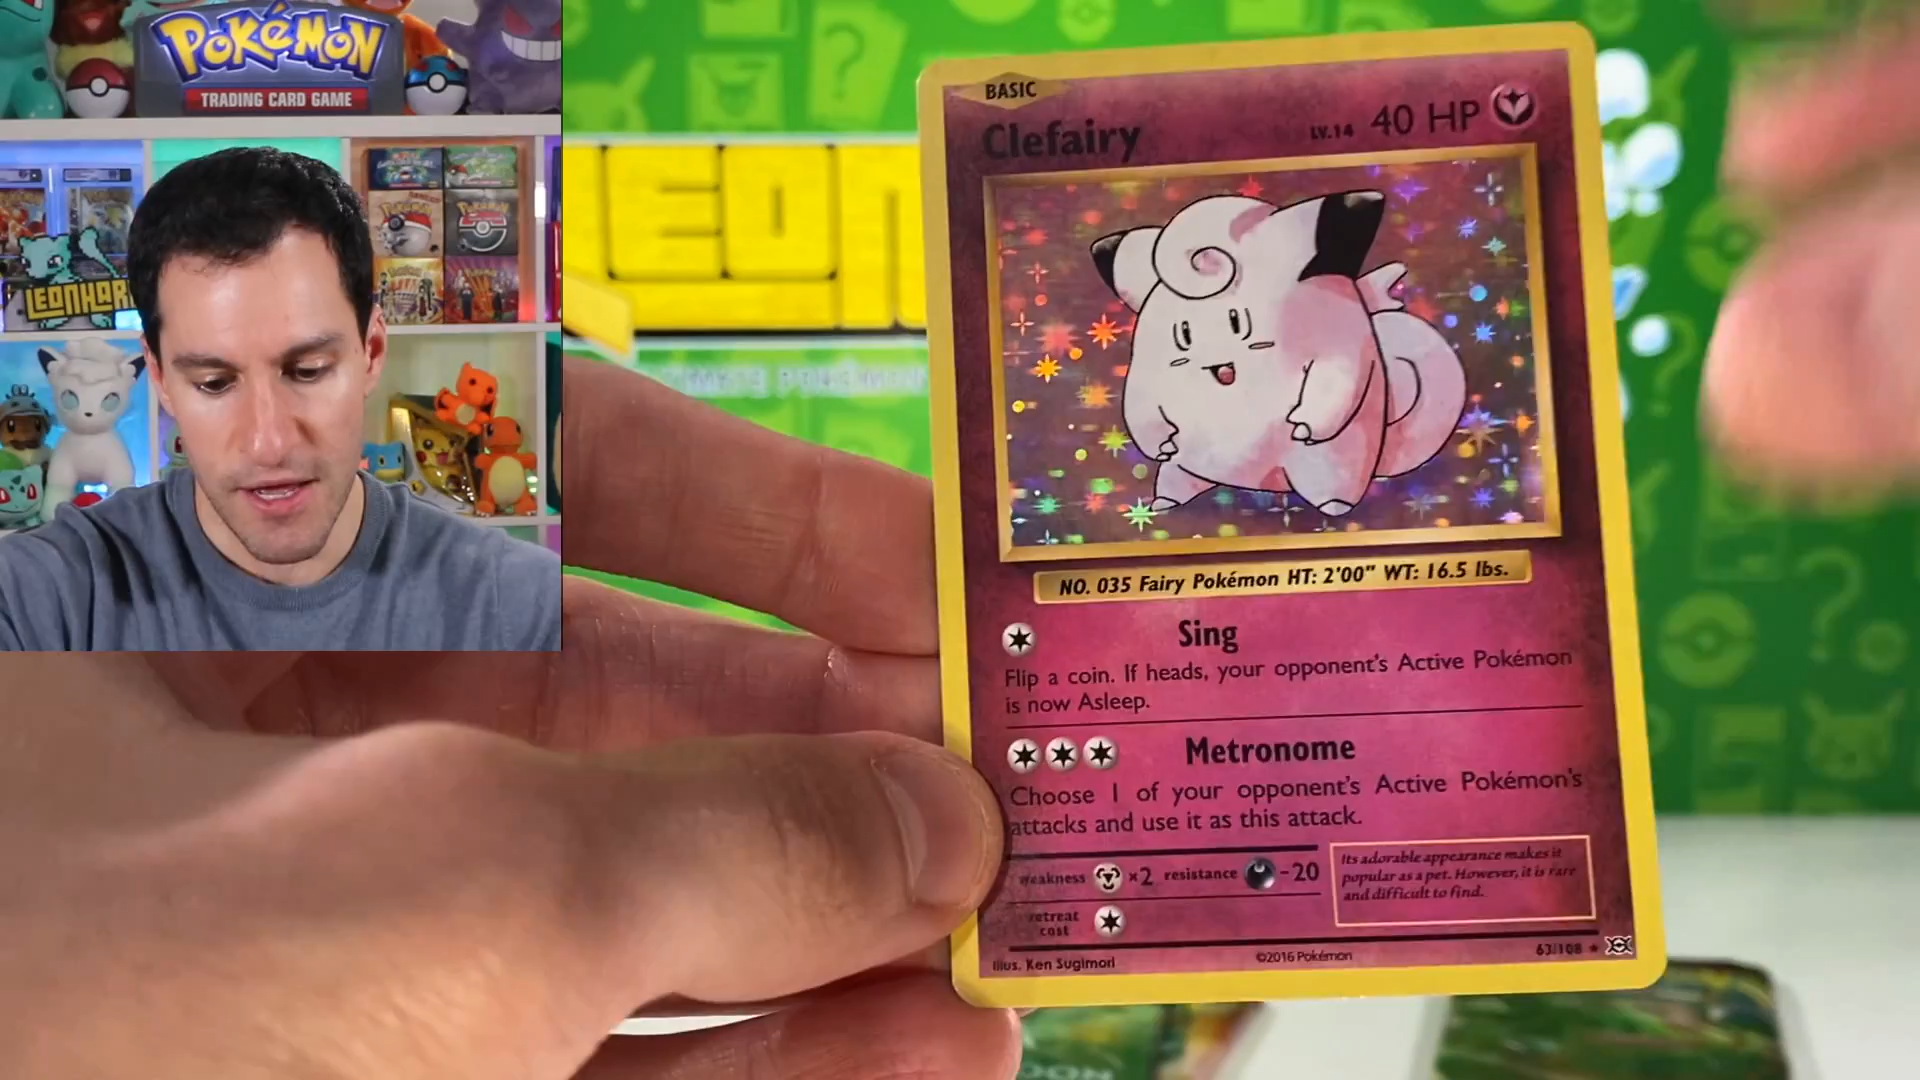 POKÉMON
TRADING CARD GAME
LEONHAR
LEON
BASIC
Clefairy
LV.14 40 HP
NO. 035 Fairy Pokémon HT: 2'00" WT: 16.5 lbs.
Sing
Flip a coin. If heads, your opponent's Active Pokémon
is now Asleep.
Metronome
Choose 1 of your opponent's Active Pokémon's
attacks and use it as this attack.
weakness ×2 resistance -20
Its adorable appearance makes it
popular as a pet. However, it is rare
and difficult to find.
retreat
cost
Illus. Ken Sugimori
©2016 Pokémon
63/108